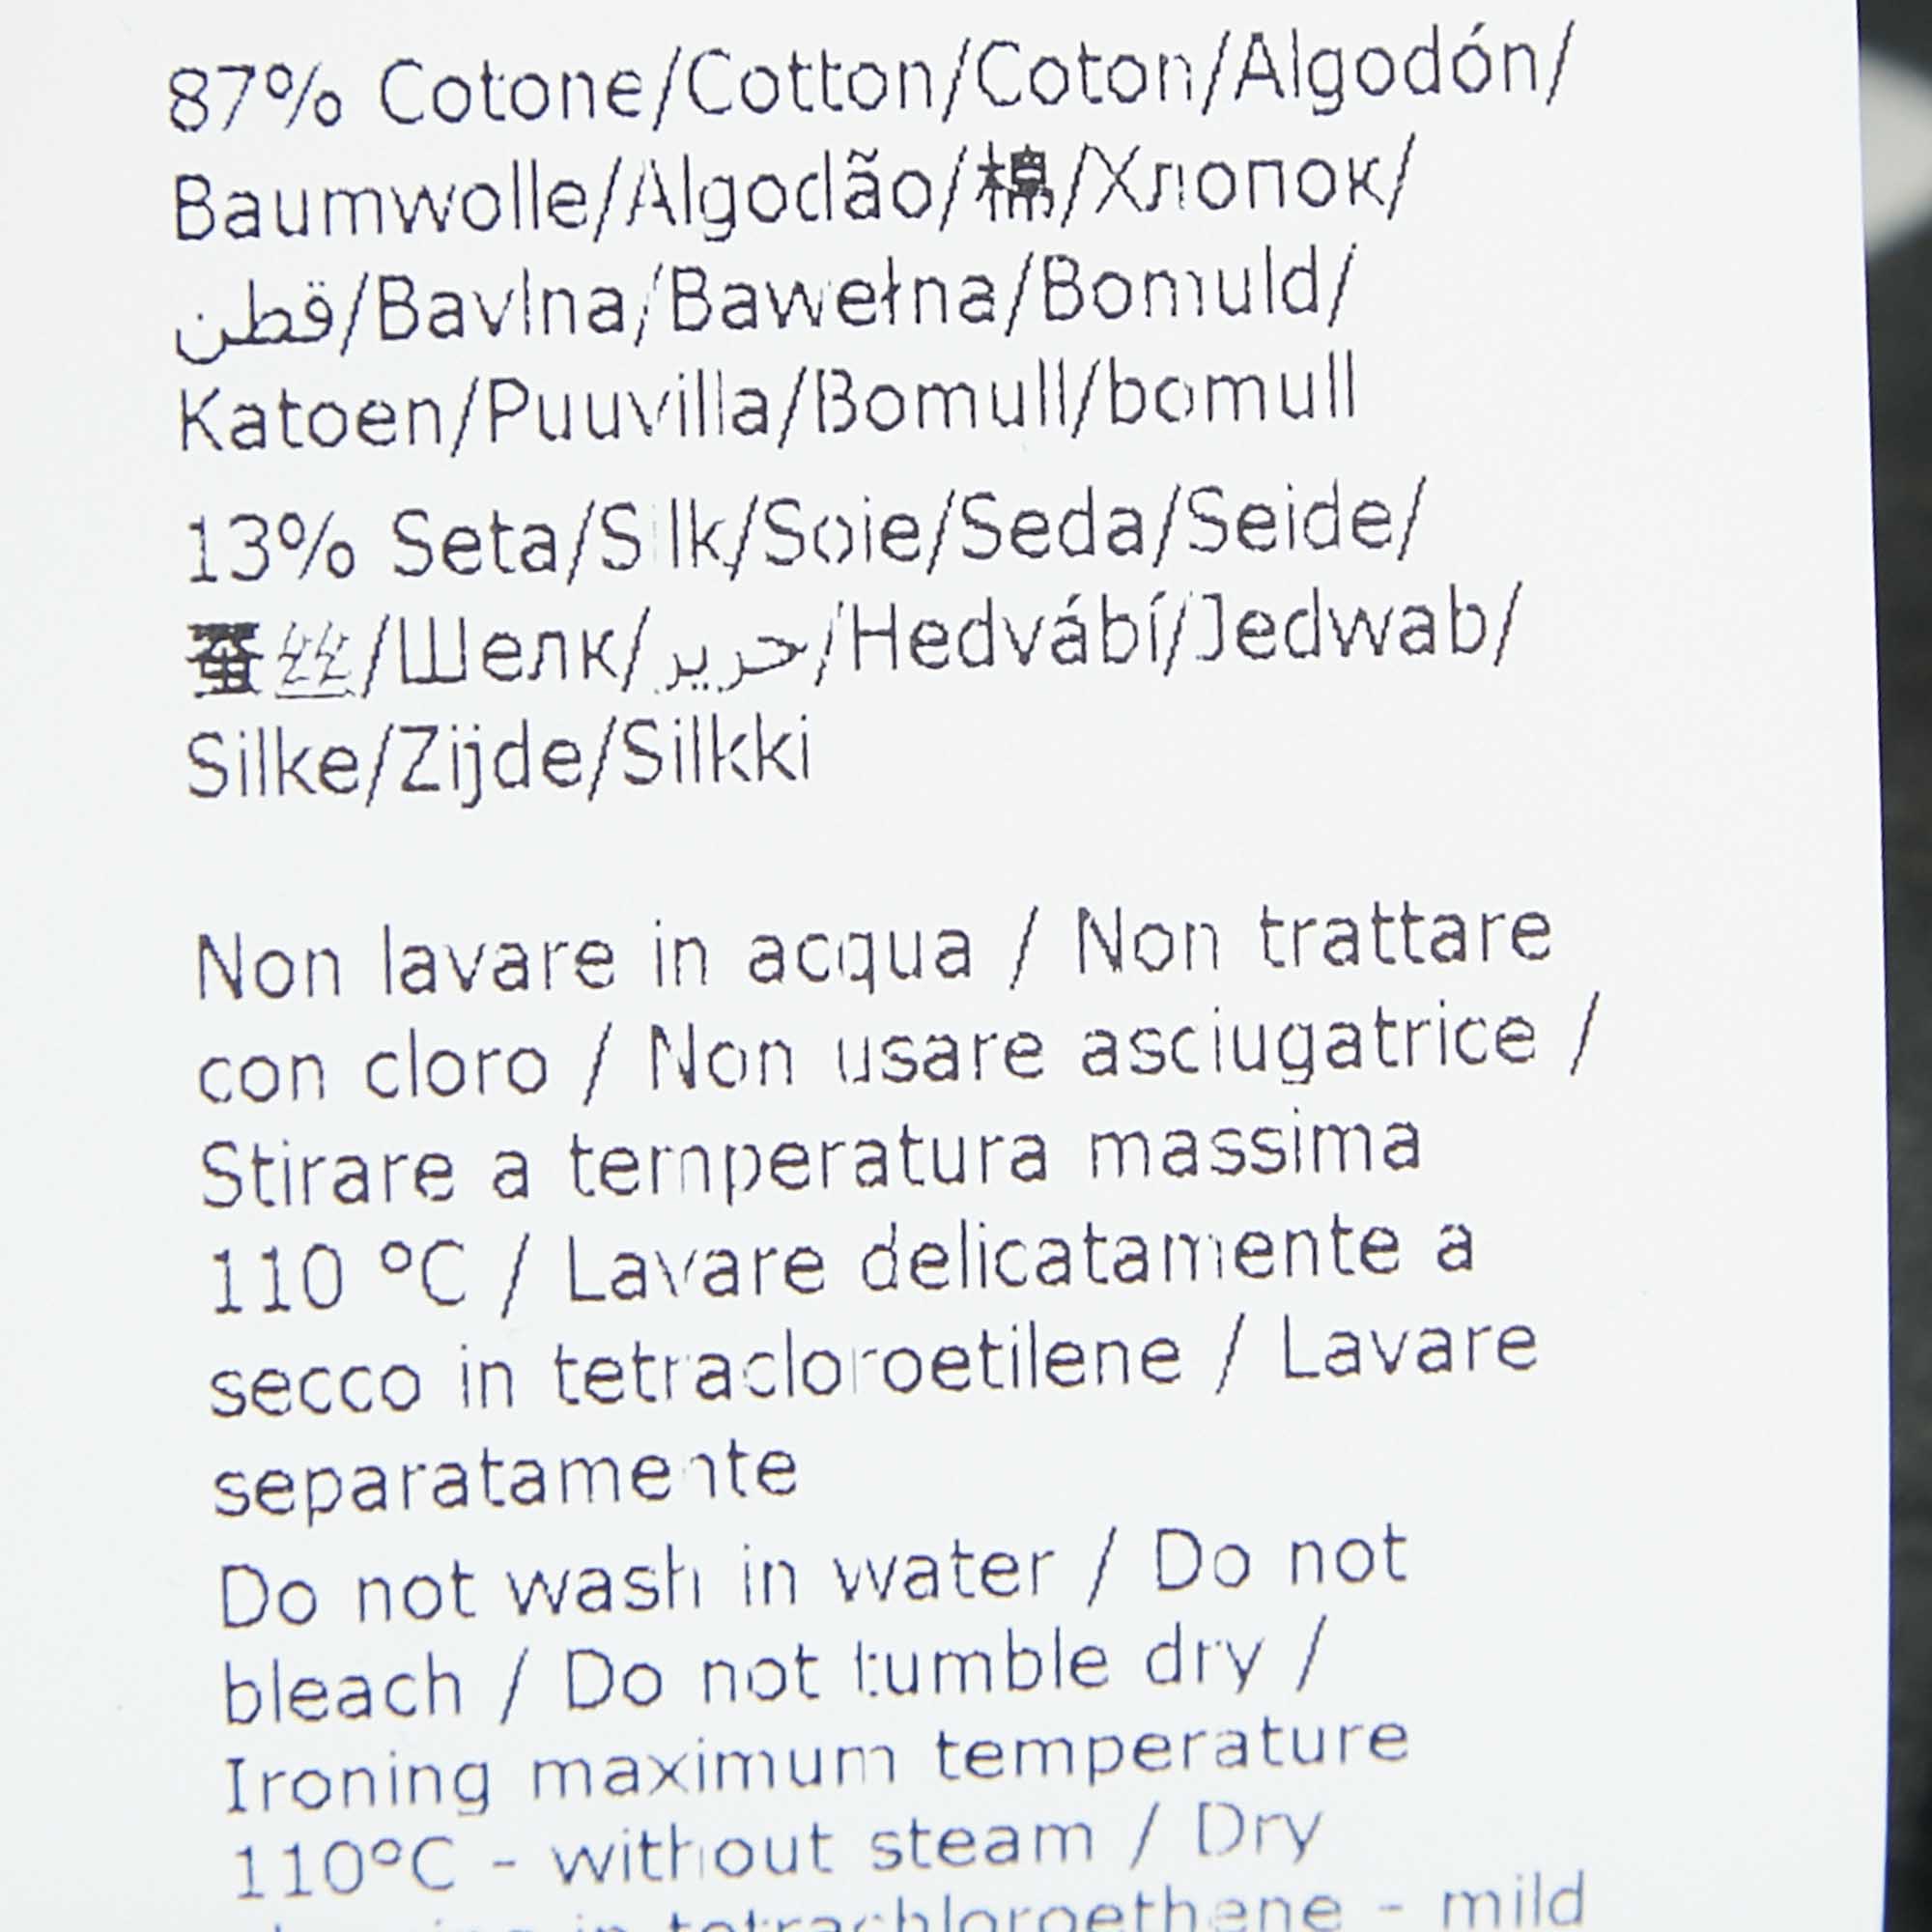 87% Cotone/Cotton/Coton/Algodón/
Baumwolle/Algodão/棉/Хлопок/
قطن/Bavlna/Bawełna/Bomuld/
Katoen/Puuvilla/Bomull/bomull
13% Seta/Silk/Soie/Seda/Seide/
蚕丝/Шелк/حرير/Hedvábí/Jedwab/
Silke/Zijde/Silkki
Non lavare in acqua / Non trattare
con cloro / Non usare asciugatrice /
Stirare a temperatura massima
110 °C / Lavare delicatamente a
secco in tetracloroetilene / Lavare
separatamente
Do not wash in water / Do not
bleach / Do not tumble dry /
Ironing maximum temperature
110°C - without steam / Dry
in tetrachloroethene - mild